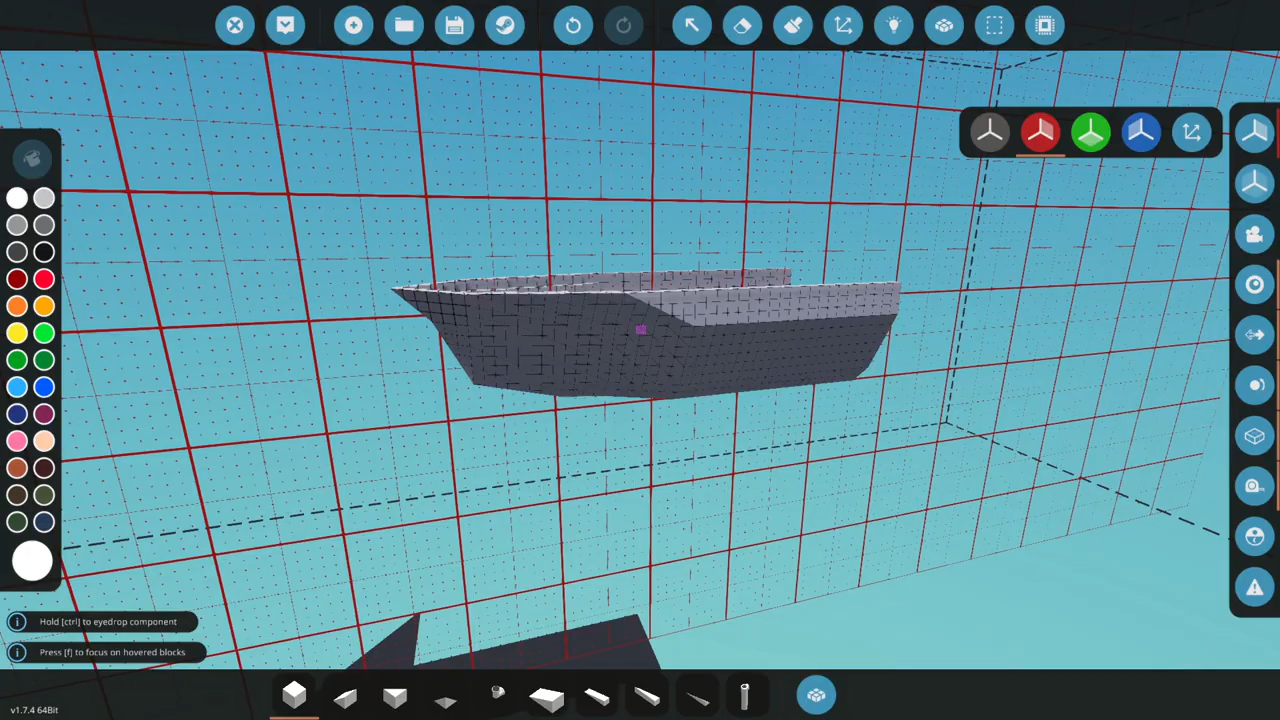 Hold [ctrl] to eyedrop component
Press [f] to focus on hovered blocks
v1.7.4 64Bit